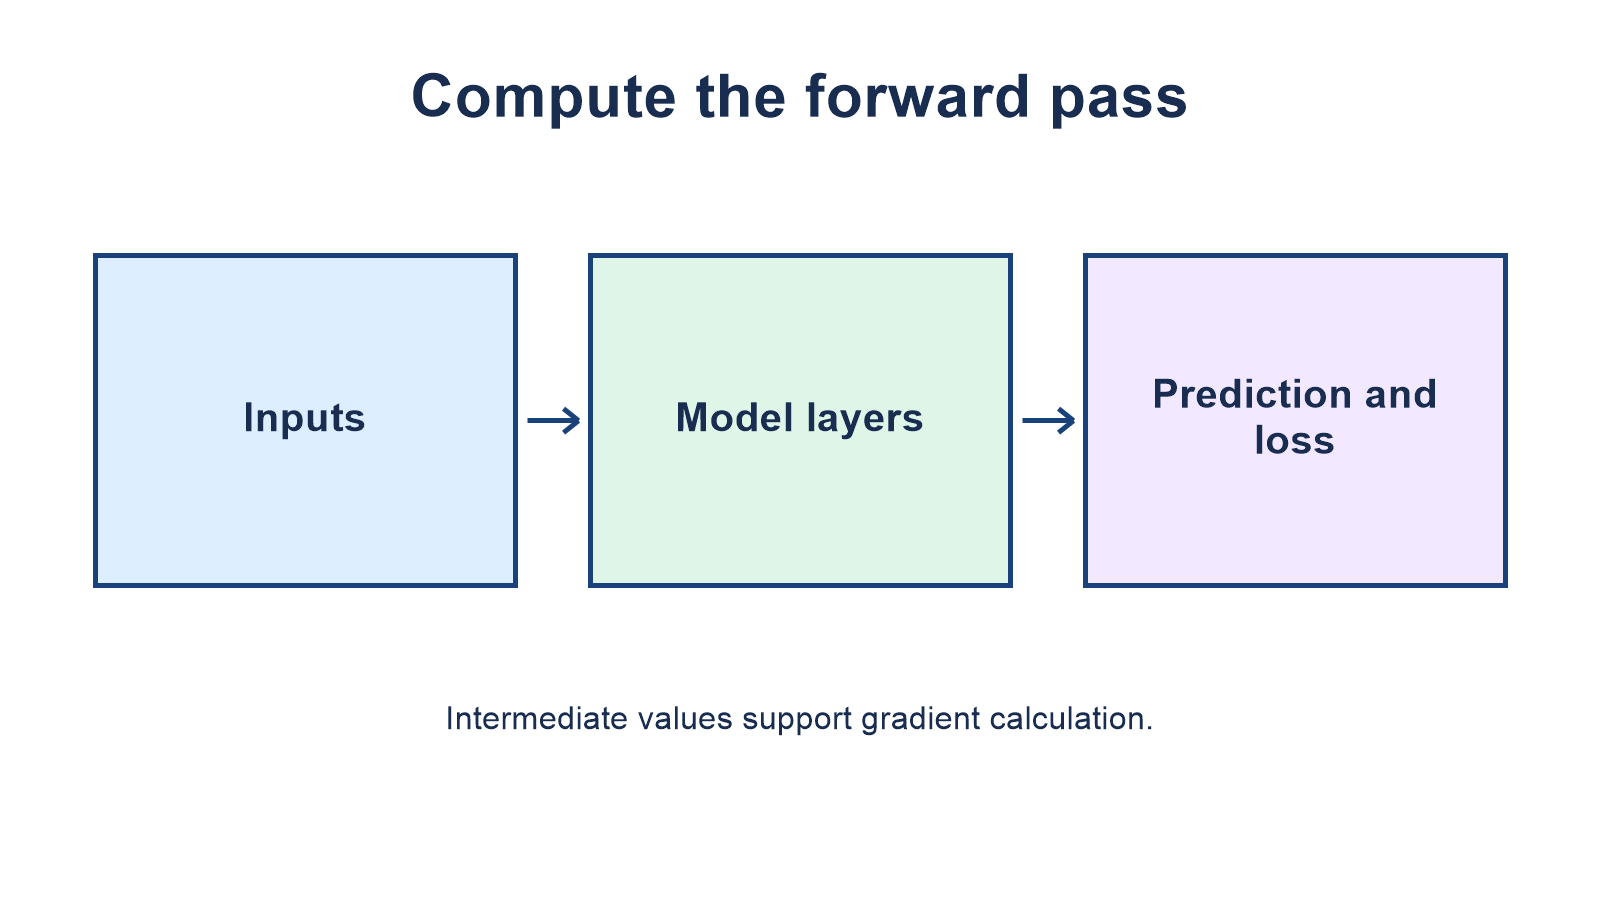 Compute the forward pass
Inputs
Model layers
Prediction and
loss
Intermediate values support gradient calculation.